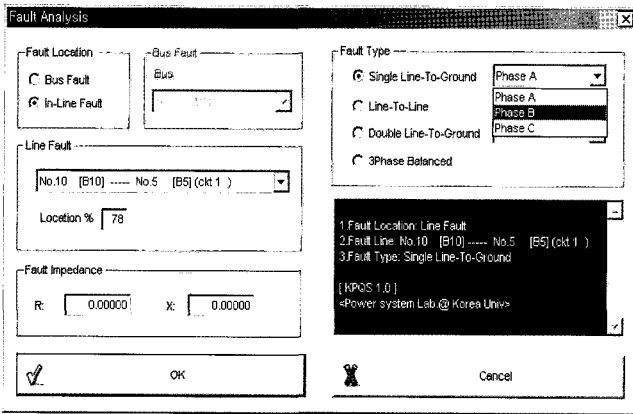 Fault Analysis
Fault Location
Bus Fault
In-Line Fault
Bus Fault
Bus
Line Fault
No.10 [B10] ----- No.5 [B5] (ckt 1 )
Location % 78
Fault Impedance
R: 0.00000 X: 0.00000
Fault Type
Single Line-To-Ground
Phase A
Phase A
Phase B
Phase C
Line-To-Line
Double Line-To-Ground
3Phase Balanced
1.Fault Location: Line Fault
2.Fault Line: No.10 [B10] ----- No.5 [B5] (ckt 1 )
3.Fault Type: Single Line-To-Ground
[ KPQS 1.0 ]
<Power system Lab.@ Korea Univ>
OK
Cancel